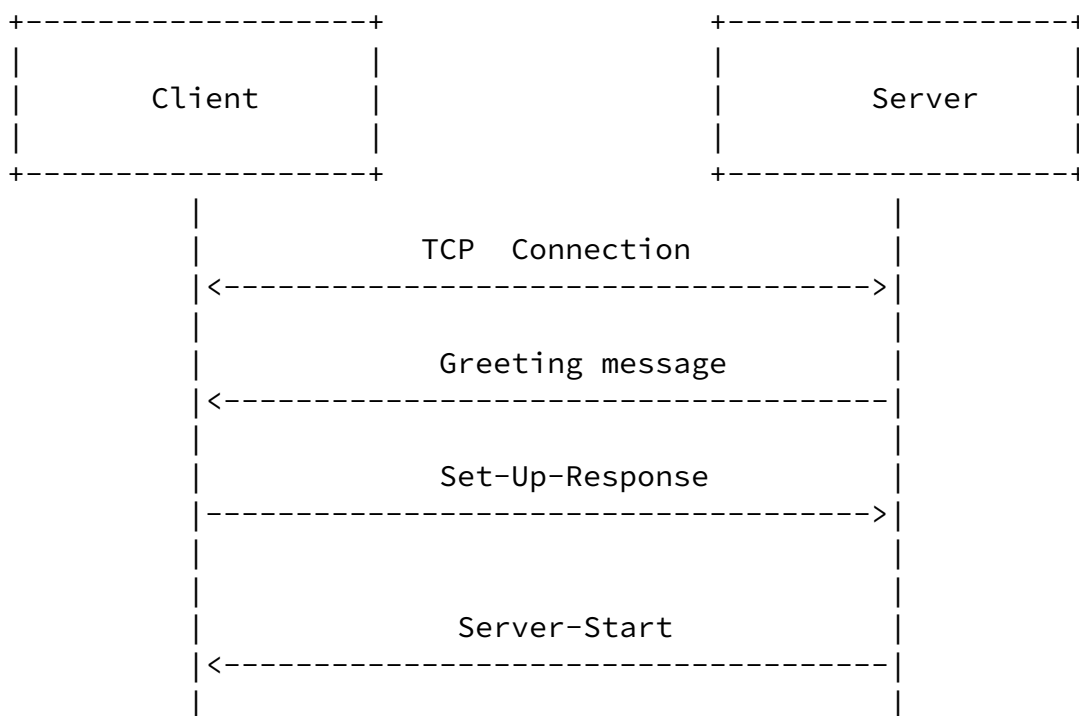 Client Server
TCP Connection
Greeting message
Set-Up-Response
Server-Start